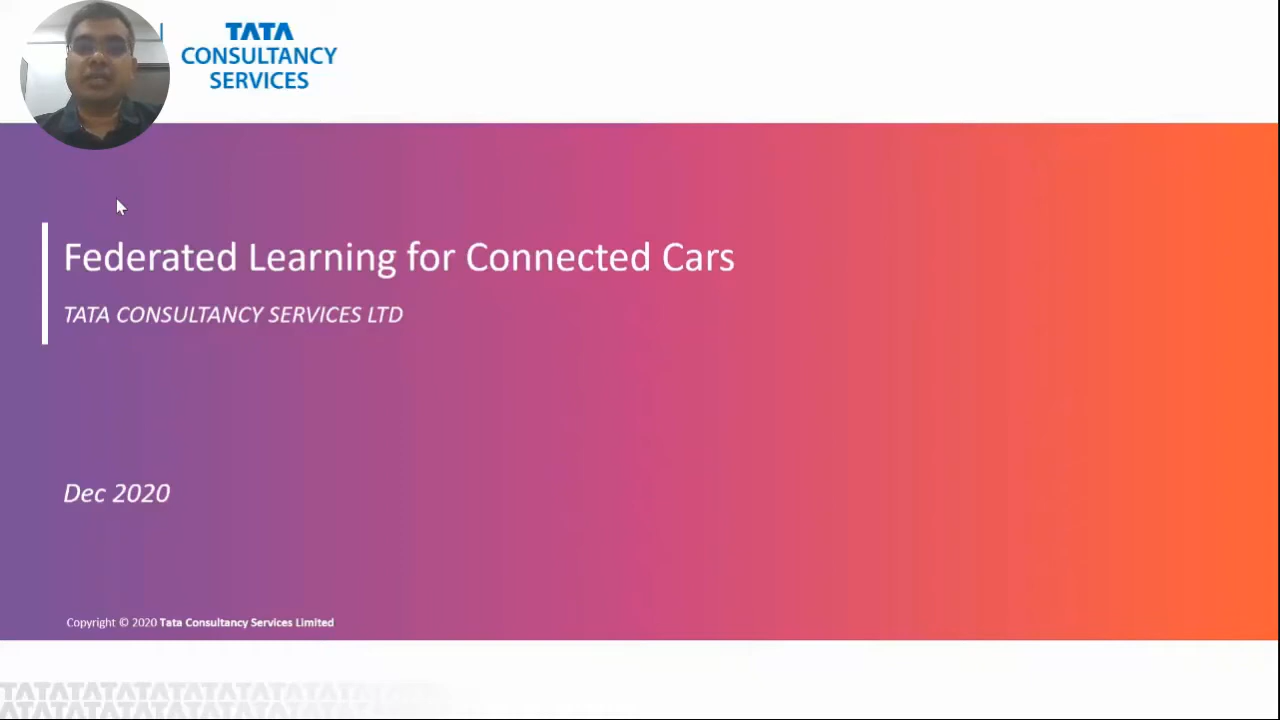 TATA
CONSULTANCY
SERVICES
Federated Learning for Connected Cars
TATA CONSULTANCY SERVICES LTD
Dec 2020
Copyright © 2020 Tata Consultancy Services Limited
TATATATATATATATATATA